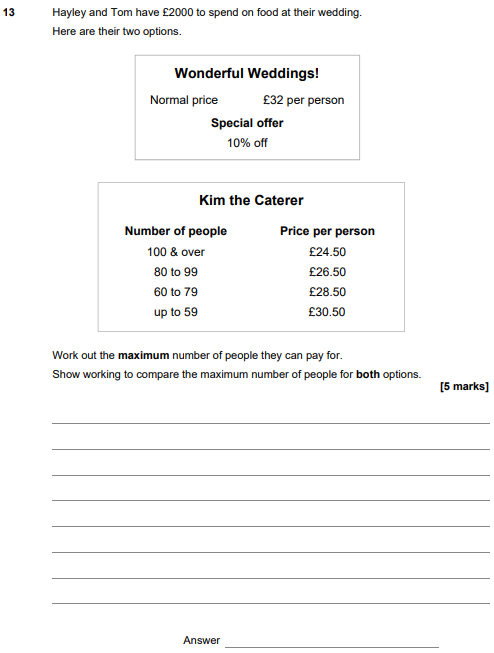 13 Hayley and Tom have £2000 to spend on food at their wedding.
Here are their two options.
Wonderful Weddings!
Normal price £32 per person
Special offer
10% off
Kim the Caterer
Number of people Price per person
100 & over £24.50
80 to 99 £26.50
60 to 79 £28.50
up to 59 £30.50
Work out the maximum number of people they can pay for.
Show working to compare the maximum number of people for both options.
[5 marks]
Answer